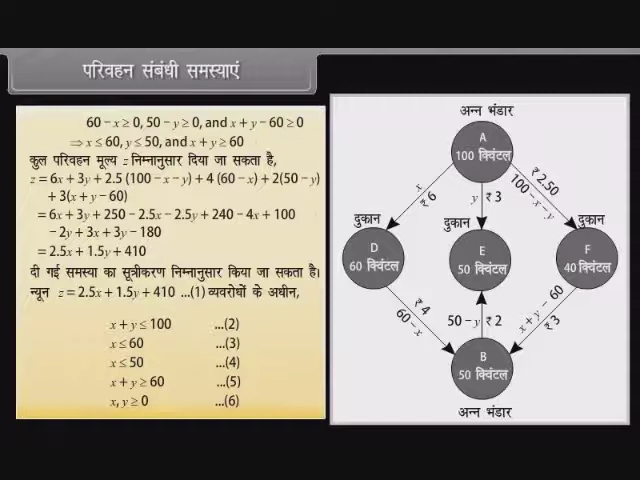 परिवहन संबंधी समस्याएं
60 – x ≥ 0, 50 – y ≥ 0, and x + y – 60 ≥ 0
⇒ x ≤ 60, y ≤ 50, and x + y ≥ 60
कुल परिवहन मूल्य z निम्नानुसार दिया जा सकता है,
z = 6x + 3y + 2.5 (100 – x – y) + 4 (60 – x) + 2(50 – y)
+ 3(x + y – 60)
= 6x + 3y + 250 – 2.5x – 2.5y + 240 – 4x + 100
– 2y + 3x + 3y – 180
= 2.5x + 1.5y + 410
दी गई समस्या का सूत्रीकरण निम्नानुसार किया जा सकता है।
न्यून z = 2.5x + 1.5y + 410 ...(1) व्यवरोधों के अधीन,
x + y ≤ 100 ...(2)
x ≤ 60 ...(3)
x ≤ 50 ...(4)
x + y ≥ 60 ...(5)
x, y ≥ 0 ...(6)
अन्न भंडार
A
100 क्विंटल
x
₹ 6
y ₹ 3
₹ 2.50
100 – x – y
दुकान
दुकान
दुकान
D
60 क्विंटल
E
50 क्विंटल
F
40 क्विंटल
₹ 4
60 – x
50 – y ₹ 2
x + y – 60
₹ 3
B
50 क्विंटल
अन्न भंडार